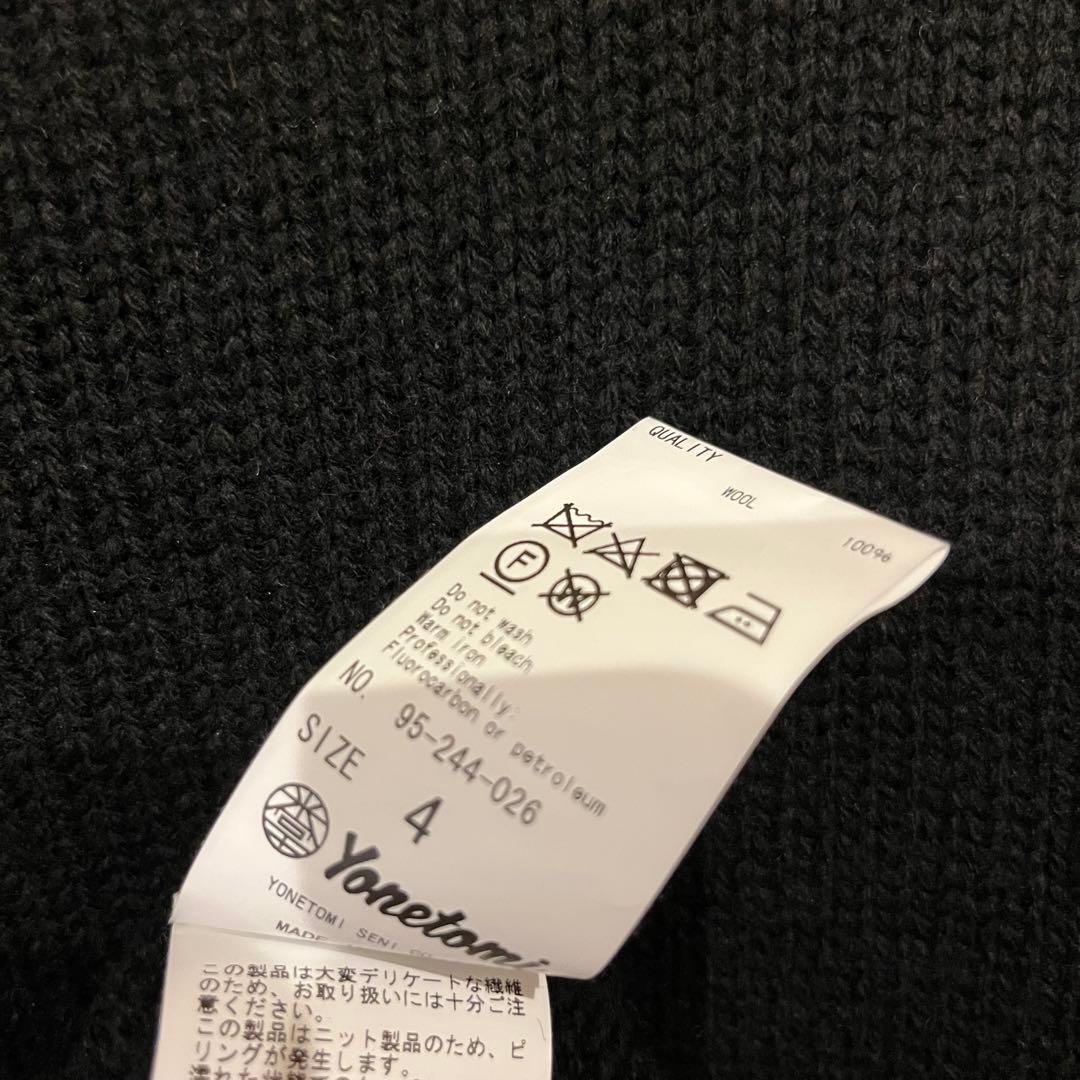 QUALITY
WOOL 100%
F
W
Do not wash
Do not bleach
Warm iron
Professionally:
Fluorocarbon or petroleum
NO. 95-244-026
SIZE 4
Yonetomi
YONETOMI SENI CO
MADE
この製品は大変デリケートな繊維
のため、お取り扱いには十分ご注
意ください。
この製品はニット製品のため、ピ
リングが発生します。